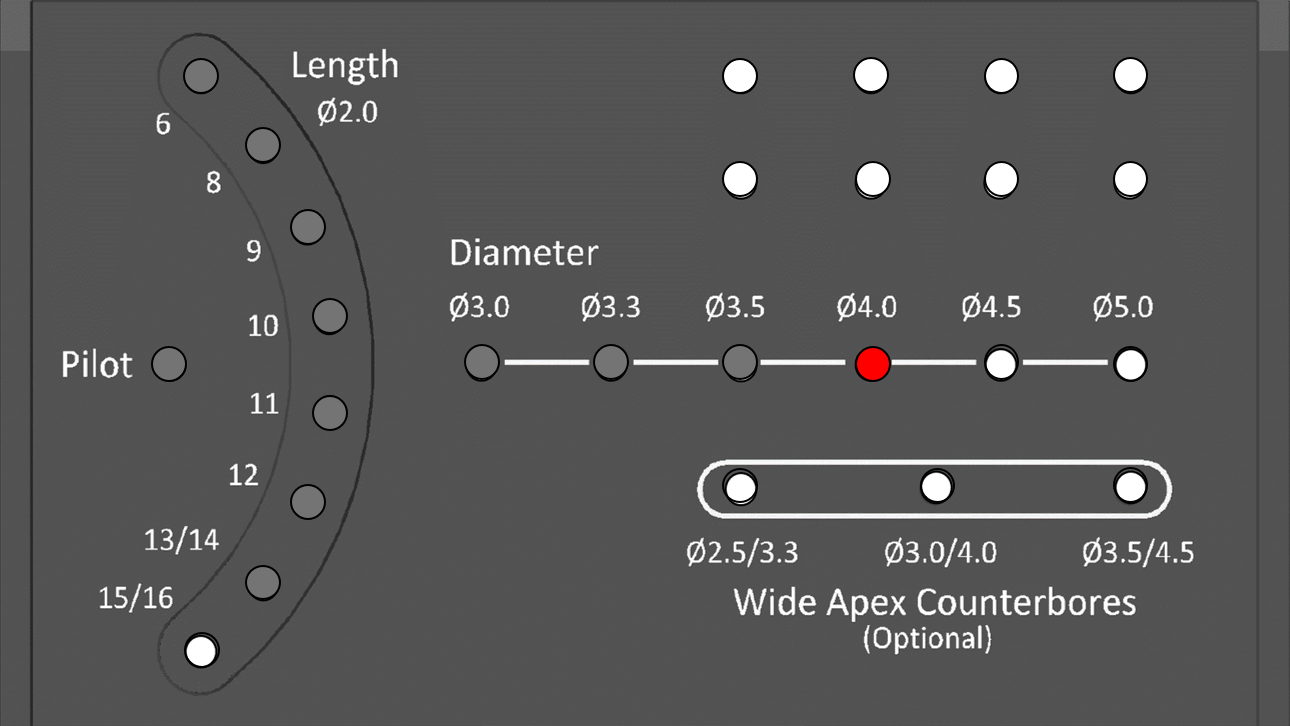 Length
Ø2.0
6
8
9
10
11
12
13/14
15/16
Pilot
Diameter
Ø3.0 Ø3.3 Ø3.5 Ø4.0 Ø4.5 Ø5.0
Ø2.5/3.3 Ø3.0/4.0 Ø3.5/4.5
Wide Apex Counterbores
(Optional)